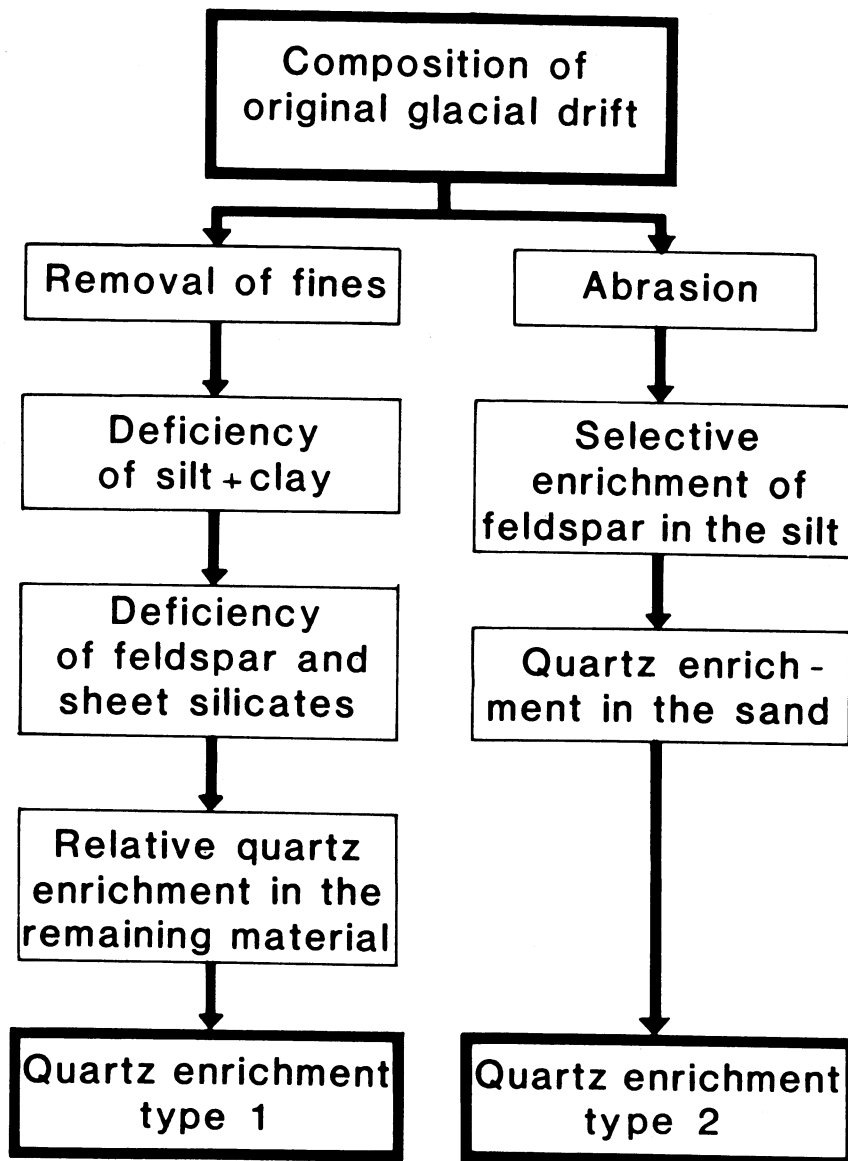 Composition of
original glacial drift
Removal of fines
Deficiency
of silt + clay
Deficiency
of feldspar and
sheet silicates
Relative quartz
enrichment in the
remaining material
Quartz enrichment
type 1
Abrasion
Selective
enrichment of
feldspar in the silt
Quartz enrich-
ment in the sand
Quartz enrichment
type 2